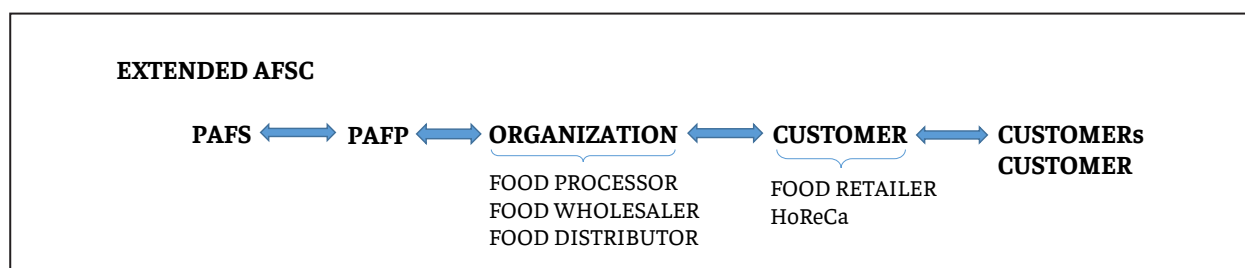 EXTENDED AFSC
PAFS PAFP ORGANIZATION CUSTOMER CUSTOMERs
CUSTOMER
FOOD PROCESSOR
FOOD WHOLESALER
FOOD DISTRIBUTOR
FOOD RETAILER
HoReCa